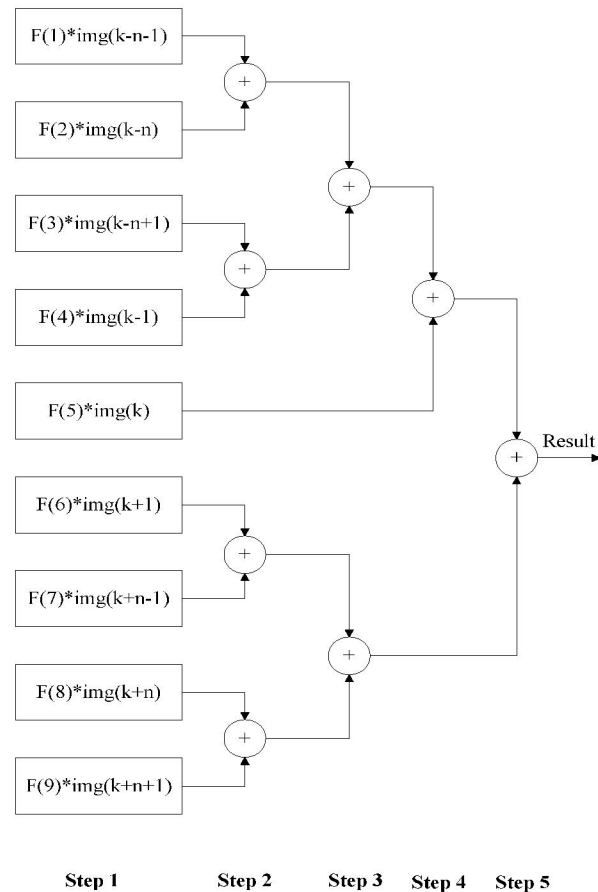 F(1)*img(k-n-1)
+
F(2)*img(k-n)
+
F(3)*img(k-n+1)
+
F(4)*img(k-1)
+
F(5)*img(k)
+
Result
F(6)*img(k+1)
+
F(7)*img(k+n-1)
+
F(8)*img(k+n)
+
F(9)*img(k+n+1)
Step 1 Step 2 Step 3 Step 4 Step 5